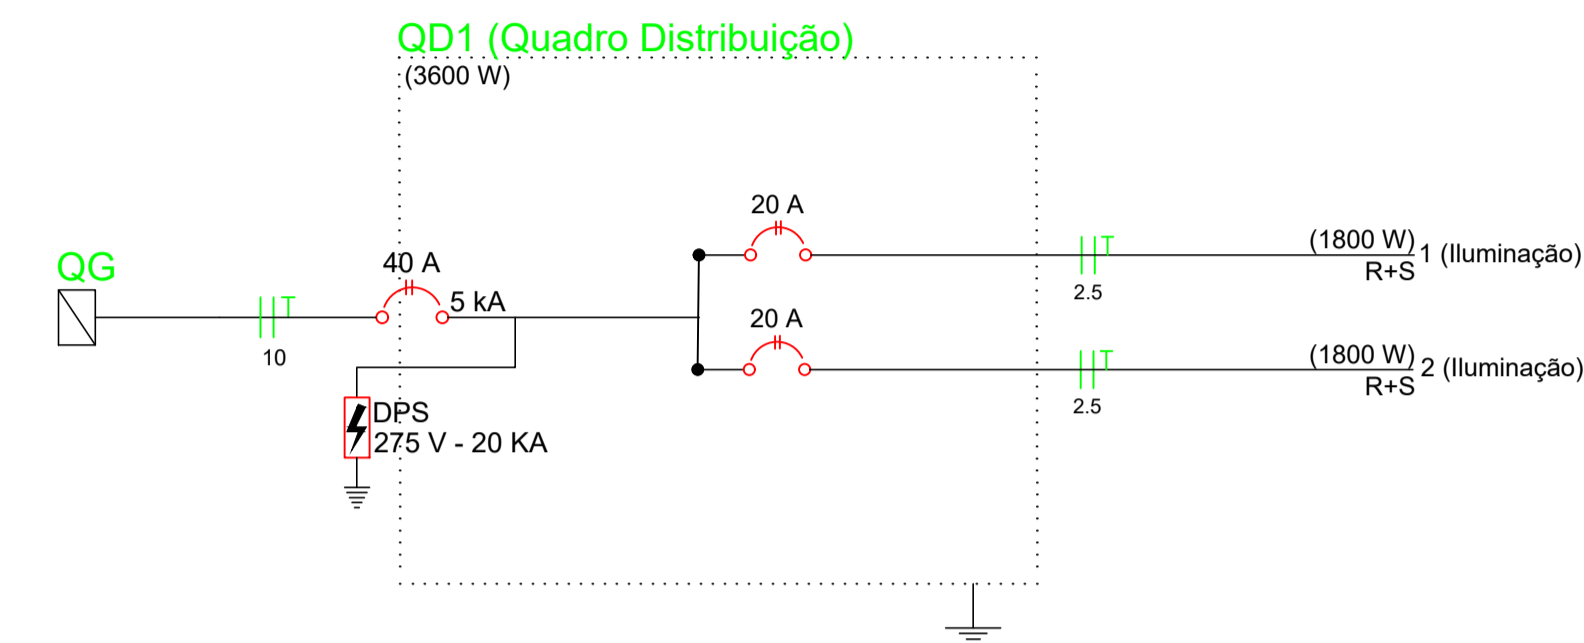 QD1 (Quadro Distribuição)
(3600 W)
20 A
QG
40 A
5 kA
T
10
T
2.5
(1800 W)
R+S
1 (Iluminação)
20 A
T
2.5
(1800 W)
R+S
2 (Iluminação)
DPS
275 V - 20 KA